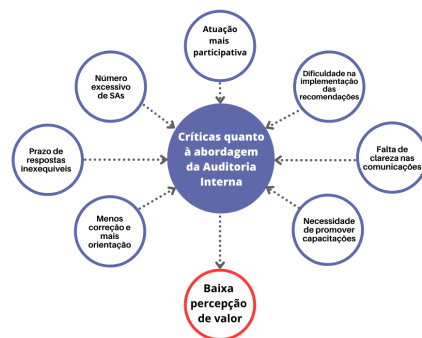 Atuação
mais
participativa
Número
excessivo
de SAs
Dificuldade na
implementação
das
recomendações
Críticas quanto
à abordagem
da Auditoria
Interna
Prazo de
respostas
inexequíveis
Falta de
clareza nas
comunicações
Menos
correção e
mais
orientação
Necessidade
de promover
capacitações
Baixa
percepção
de valor